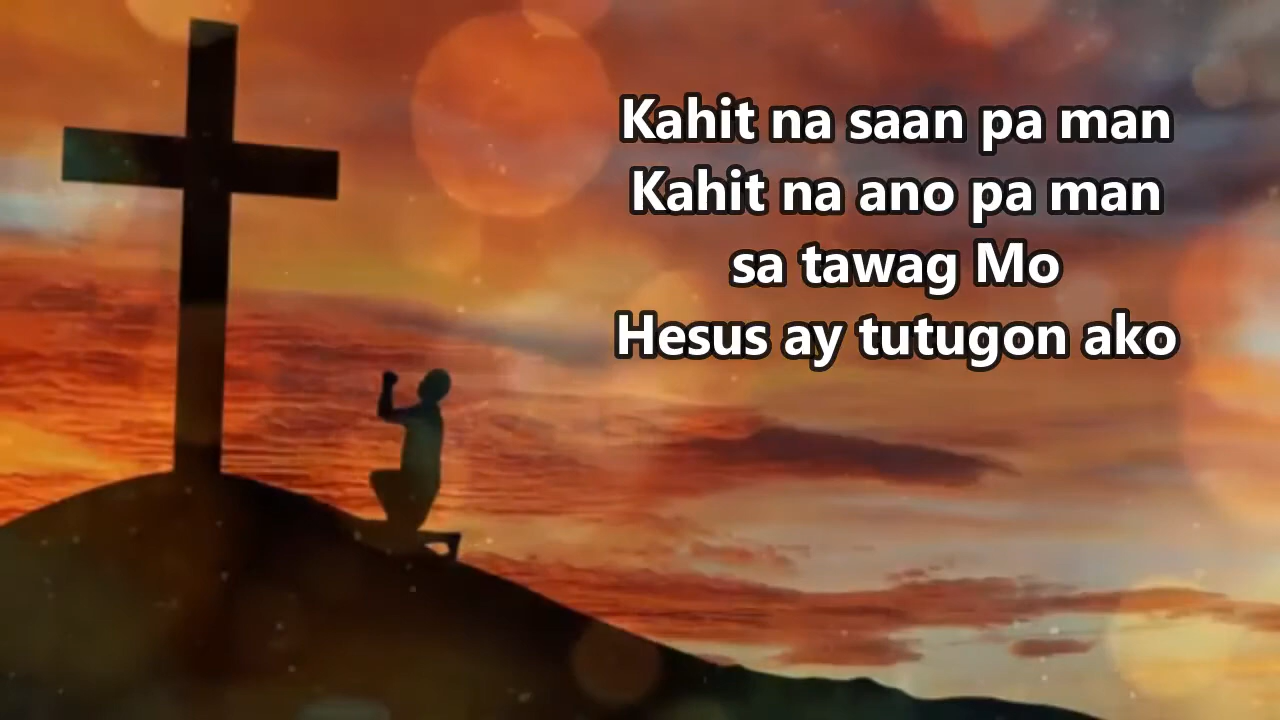 Kahit na saan pa man
Kahit na ano pa man
sa tawag Mo
Hesus ay tutugon ako